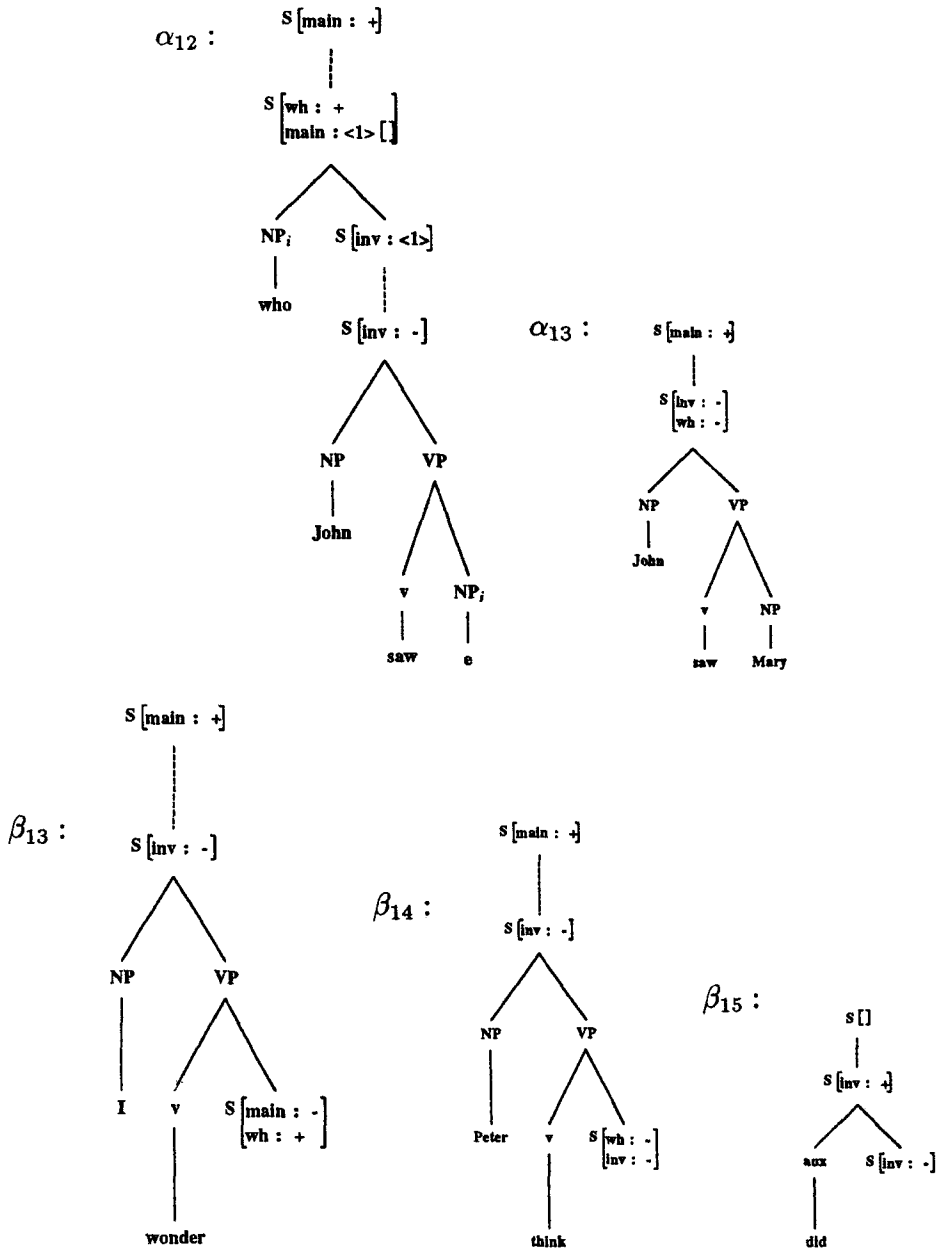 α12 :
S [main : +]
S [wh : +
main : <1> [ ]]
NPi S [inv : <1>]
who
S [inv : -]
NP VP
John
v NPi
saw e
α13 :
S [main : +]
S [inv : -
wh : -]
NP VP
John
v NP
saw Mary
β13 :
S [main : +]
S [inv : -]
NP VP
I v S [main : -
wh : +]
wonder
β14 :
S [main : +]
S [inv : -]
NP VP
Peter v S [wh : -
inv : -]
think
β15 :
S [ ]
S [inv : +]
aux S [inv : -]
did